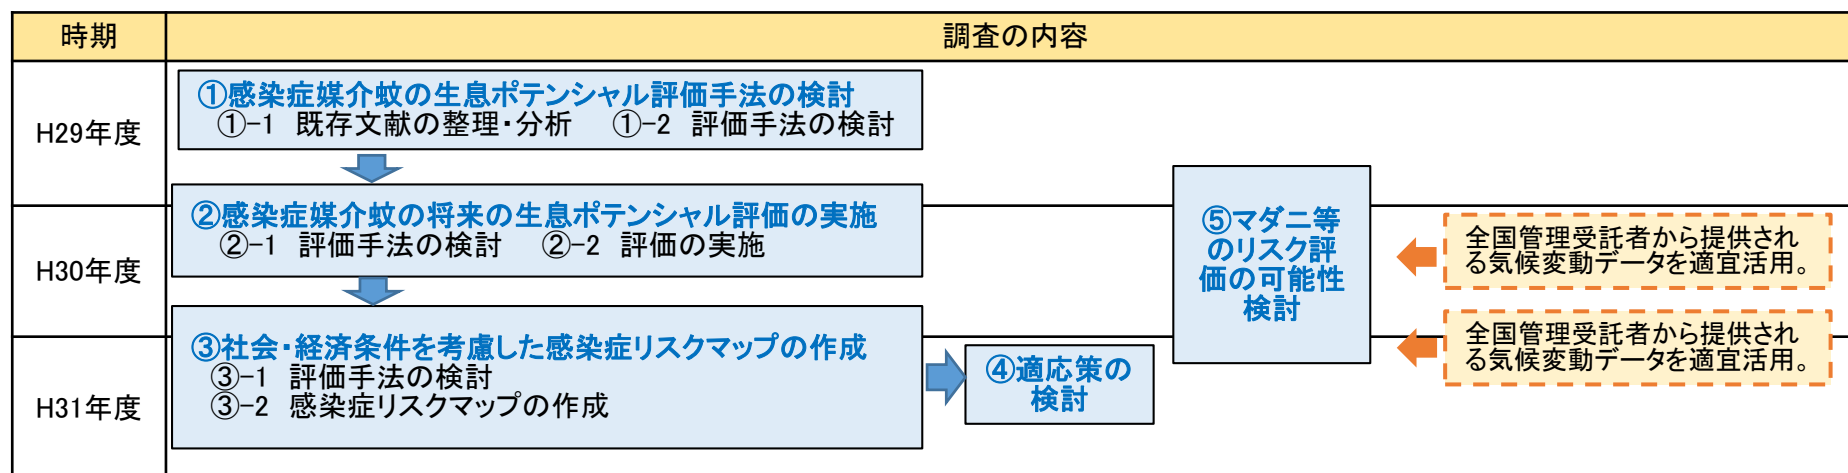 時期
調査の内容
H29年度
①感染症媒介蚊の生息ポテンシャル評価手法の検討
①-1 既存文献の整理・分析 ①-2 評価手法の検討
H30年度
②感染症媒介蚊の将来の生息ポテンシャル評価の実施
②-1 評価手法の検討 ②-2 評価の実施
H31年度
③社会・経済条件を考慮した感染症リスクマップの作成
③-1 評価手法の検討
③-2 感染症リスクマップの作成
④適応策の
検討
⑤マダニ等
のリスク評
価の可能性
検討
全国管理受託者から提供され
る気候変動データを適宜活用。
全国管理受託者から提供され
る気候変動データを適宜活用。